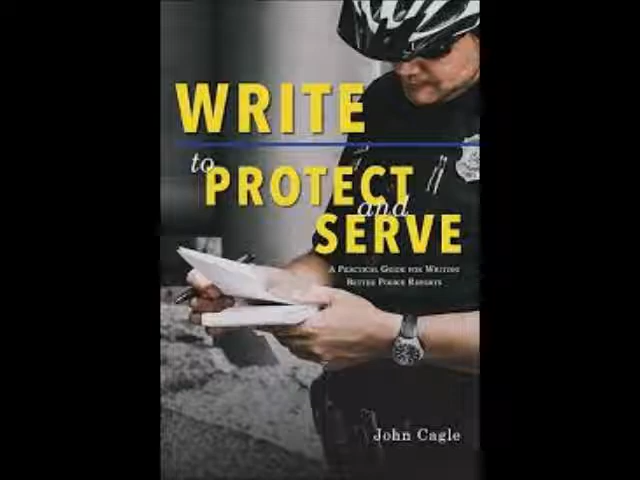 WRITE
to
PROTECT
and
SERVE
A Practical Guide for Writing
Better Police Reports
John Cagle